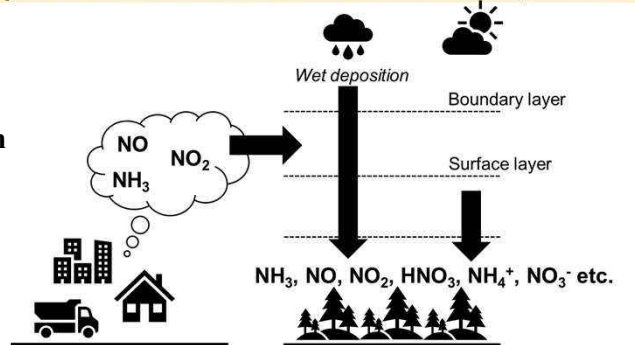 Wet deposition
Boundary layer
n
NO
NO₂
NH₃
Surface layer
NH₃, NO, NO₂, HNO₃, NH₄⁺, NO₃⁻ etc.